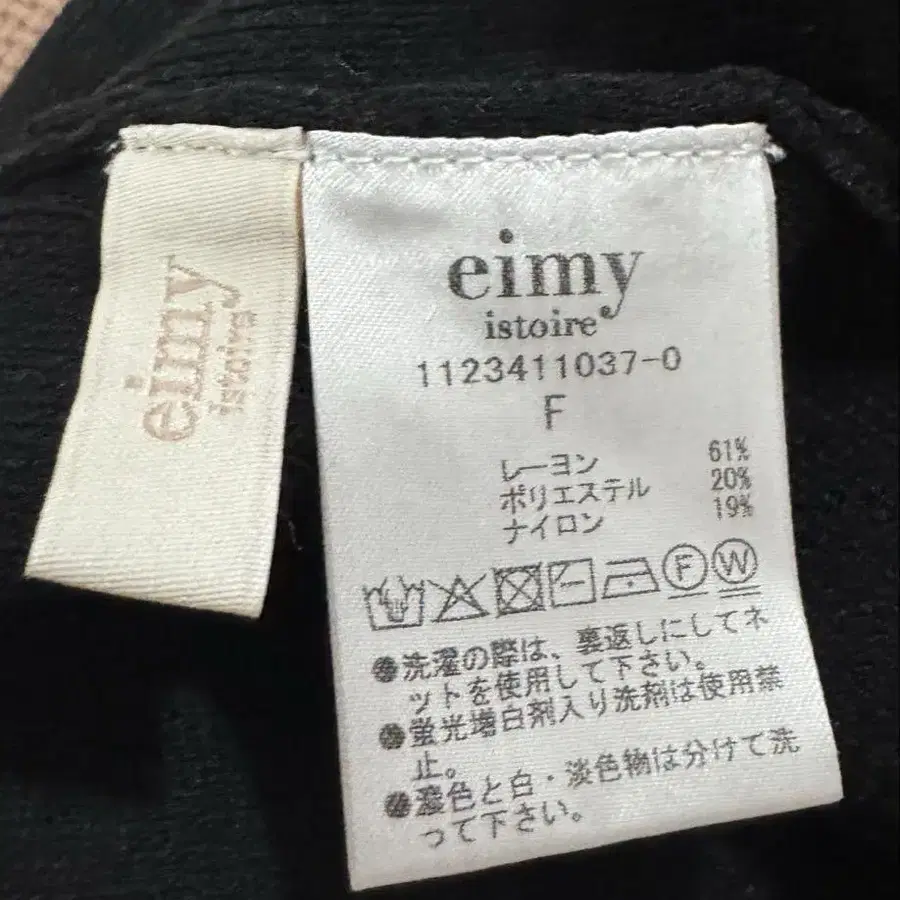 eimy
istoire
eimy
istoire
1123411037-0
F
レーヨン 61%
ポリエステル 20%
ナイロン 19%
F W
●洗濯の際は、裏返しにしてネ
ットを使用して下さい。
●蛍光増白剤入り洗剤は使用禁
止。
●濃色と白・淡色物は分けて洗
って下さい。